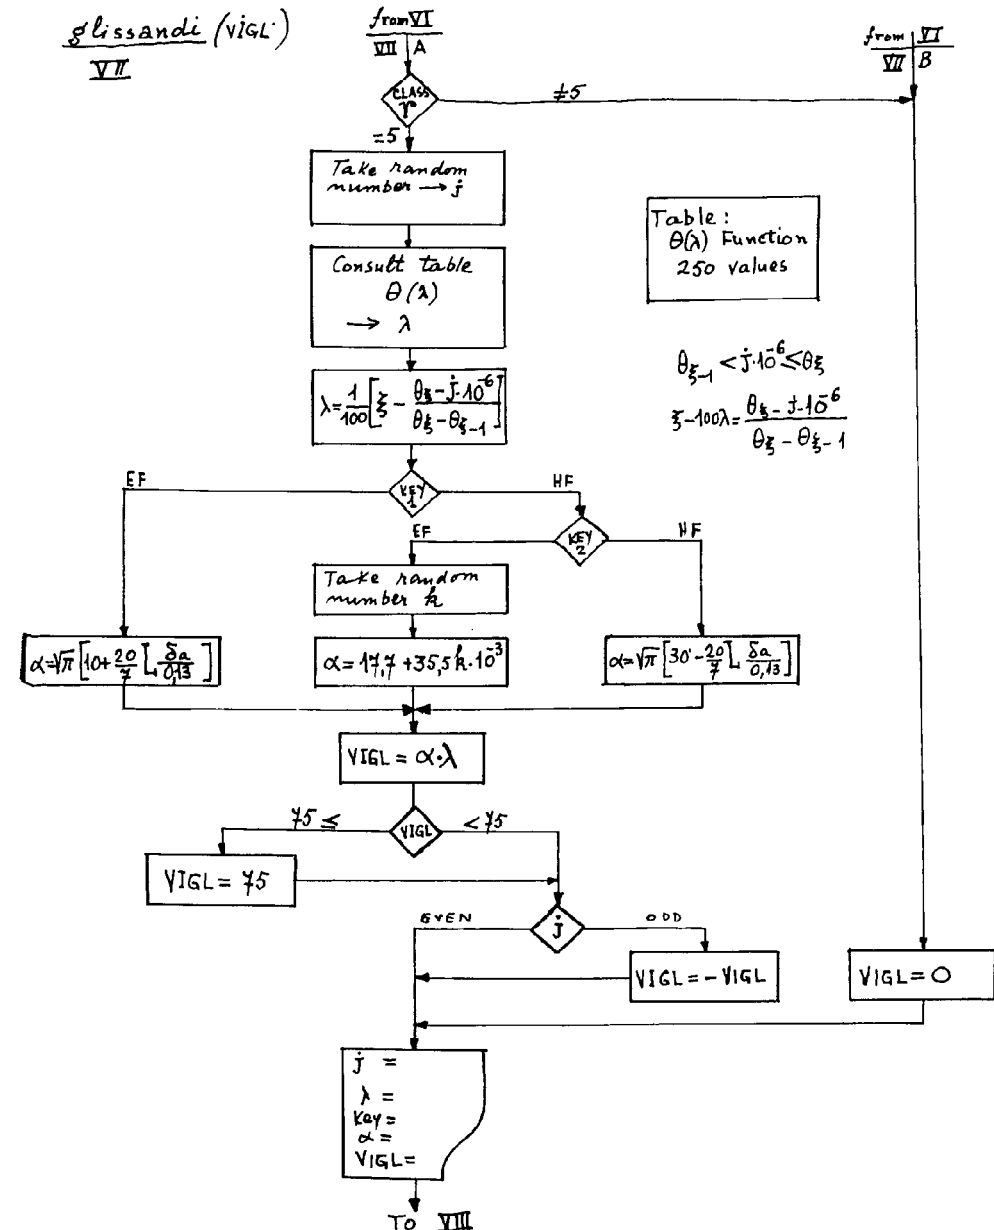 glissandi (VIGL)
VII
from VI
VII A
from VI
VII B
CLASS
r
≠5
=5
Take random
number → j
Table:
θ(λ) Function
250 values
Consult table
θ(λ)
→ λ
θξ-1 < j·10⁻⁶ ≤ θξ
λ = 1/100 [ξ - (θξ - j·10⁻⁶)/(θξ - θξ-1)]
ξ - 100λ = (θξ - j·10⁻⁶)/(θξ - θξ-1)
EF
KEY
1
HF
EF
KEY
2
HF
Take random
number k
α = √π [10 + 20/7 [ δa/0,13 ]
α = 17,7 + 35,5 k·10⁻³
α = √π [30 - 20/7 [ δa/0,13 ]
VIGL = α·λ
75 ≤
VIGL
< 75
VIGL = 75
EVEN
j
ODD
VIGL = - VIGL
VIGL = 0
j =
λ =
Key =
α =
VIGL =
To VIII